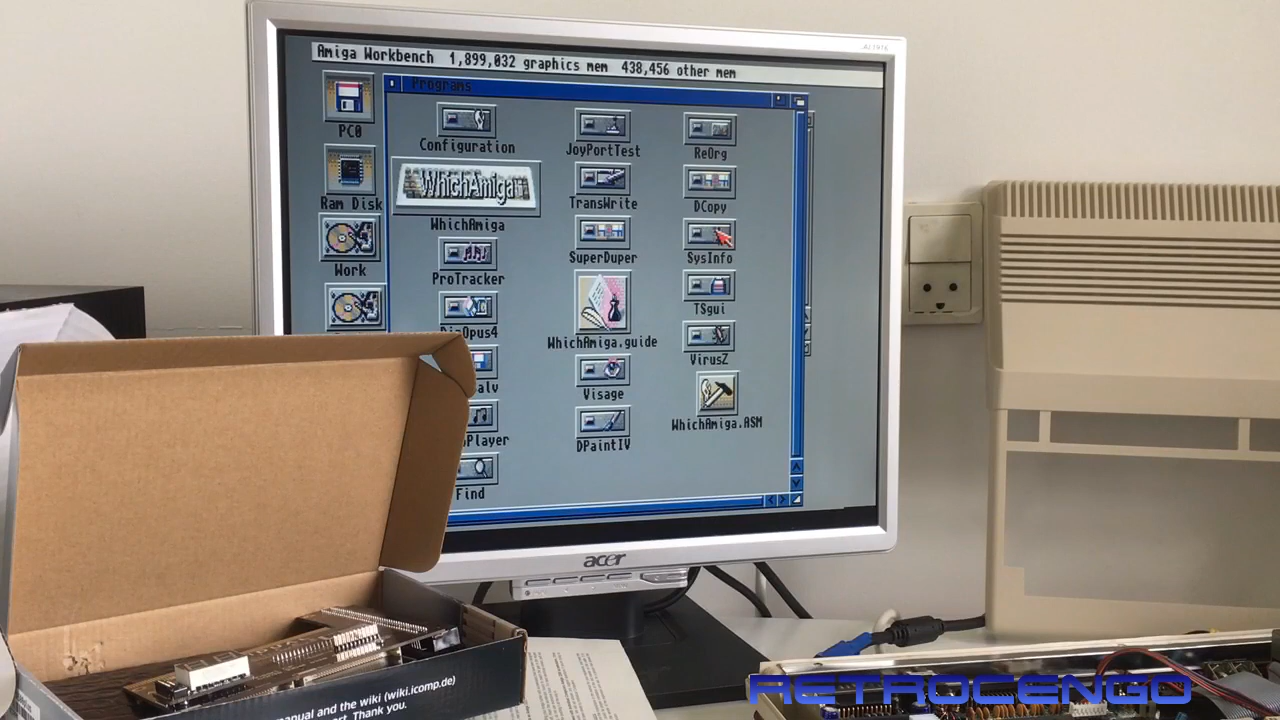 AL1916
Amiga Workbench 1,899,032 graphics mem 438,456 other mem
Programs
PC0
Ram Disk
Work
Configuration
JoyPortTest
ReOrg
WhichAmiga
WhichAmiga
TransWrite
DCopy
ProTracker
SuperDuper
SysInfo
DirOpus4
WhichAmiga.guide
TSgui
Visage
VirusZ
Player
DPaintIV
WhichAmiga.ASM
Find
acer
manual and the wiki (wiki.icomp.de)
Thank you.
RETROCENGO